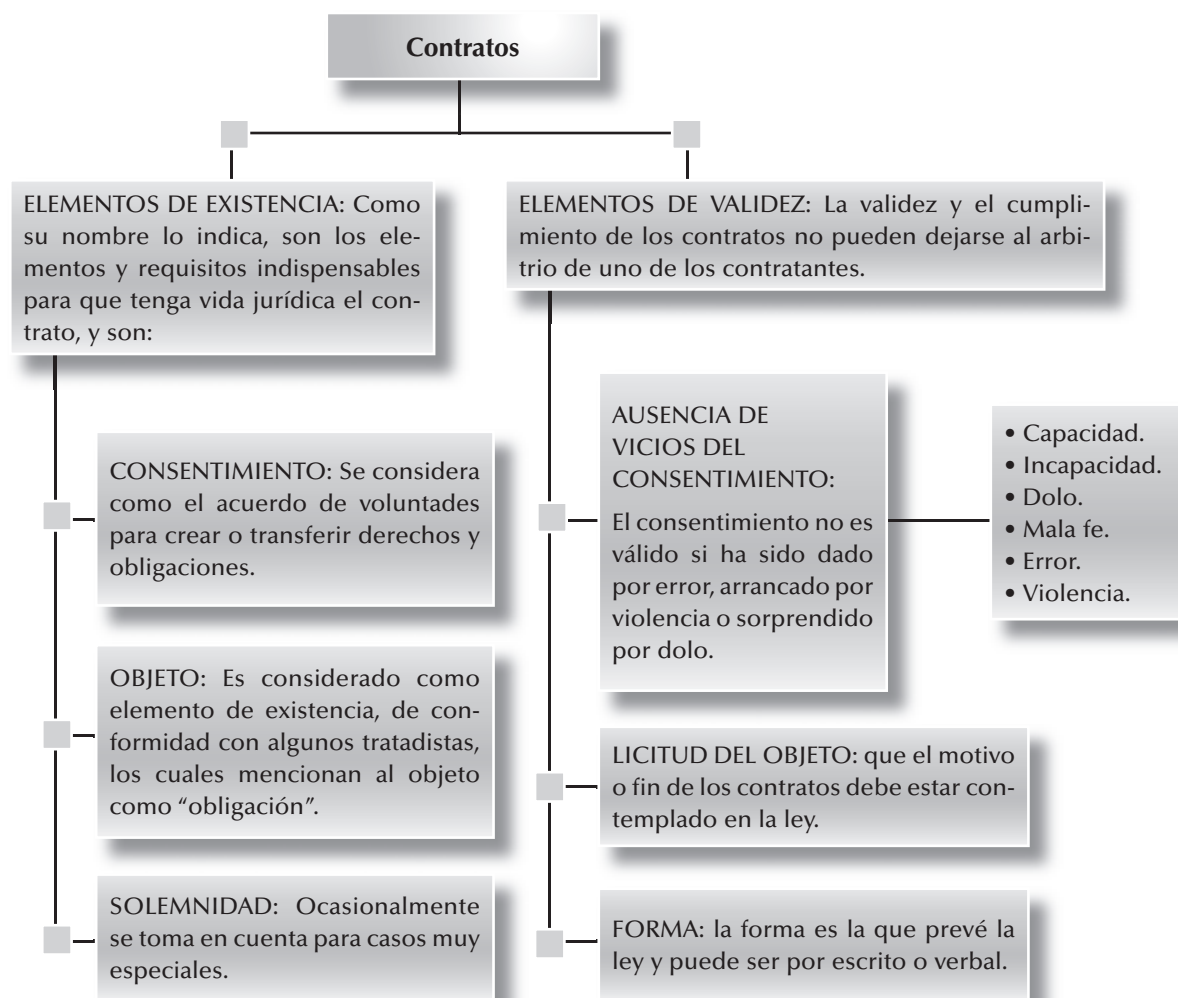 Contratos
ELEMENTOS DE EXISTENCIA: Como
su nombre lo indica, son los ele-
mentos y requisitos indispensables
para que tenga vida jurídica el con-
trato, y son:
CONSENTIMIENTO: Se considera
como el acuerdo de voluntades
para crear o transferir derechos y
obligaciones.
OBJETO: Es considerado como
elemento de existencia, de con-
formidad con algunos tratadistas,
los cuales mencionan al objeto
como “obligación”.
SOLEMNIDAD: Ocasionalmente
se toma en cuenta para casos muy
especiales.
ELEMENTOS DE VALIDEZ: La validez y el cumpli-
miento de los contratos no pueden dejarse al arbi-
trio de uno de los contratantes.
AUSENCIA DE
VICIOS DEL
CONSENTIMIENTO:
El consentimiento no es
válido si ha sido dado
por error, arrancado por
violencia o sorprendido
por dolo.
• Capacidad.
• Incapacidad.
• Dolo.
• Mala fe.
• Error.
• Violencia.
LICITUD DEL OBJETO: que el motivo
o fin de los contratos debe estar con-
templado en la ley.
FORMA: la forma es la que prevé la
ley y puede ser por escrito o verbal.